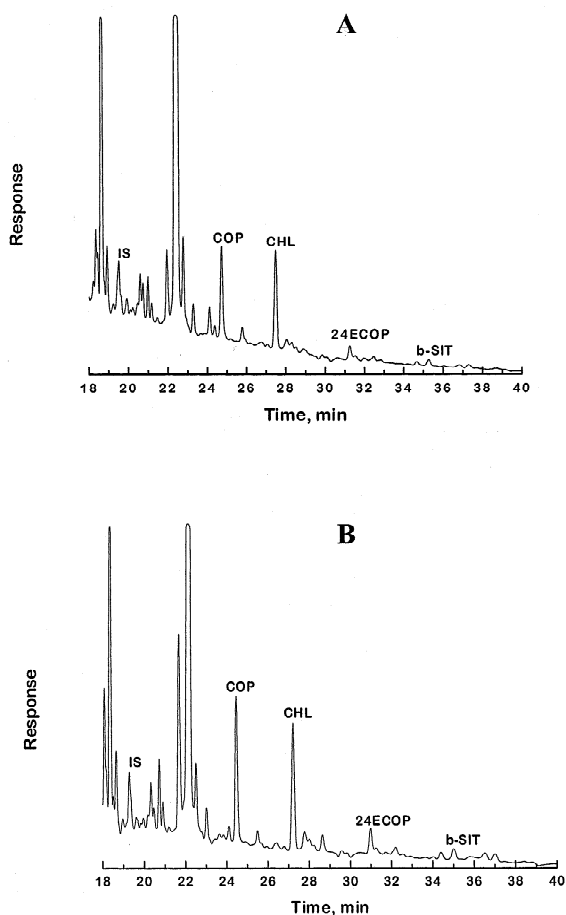 A
Response
IS
COP
CHL
24ECOP
b-SIT
18 20 22 24 26 28 30 32 34 36 38 40
Time, min
B
Response
IS
COP
CHL
24ECOP
b-SIT
18 20 22 24 26 28 30 32 34 36 38 40
Time, min